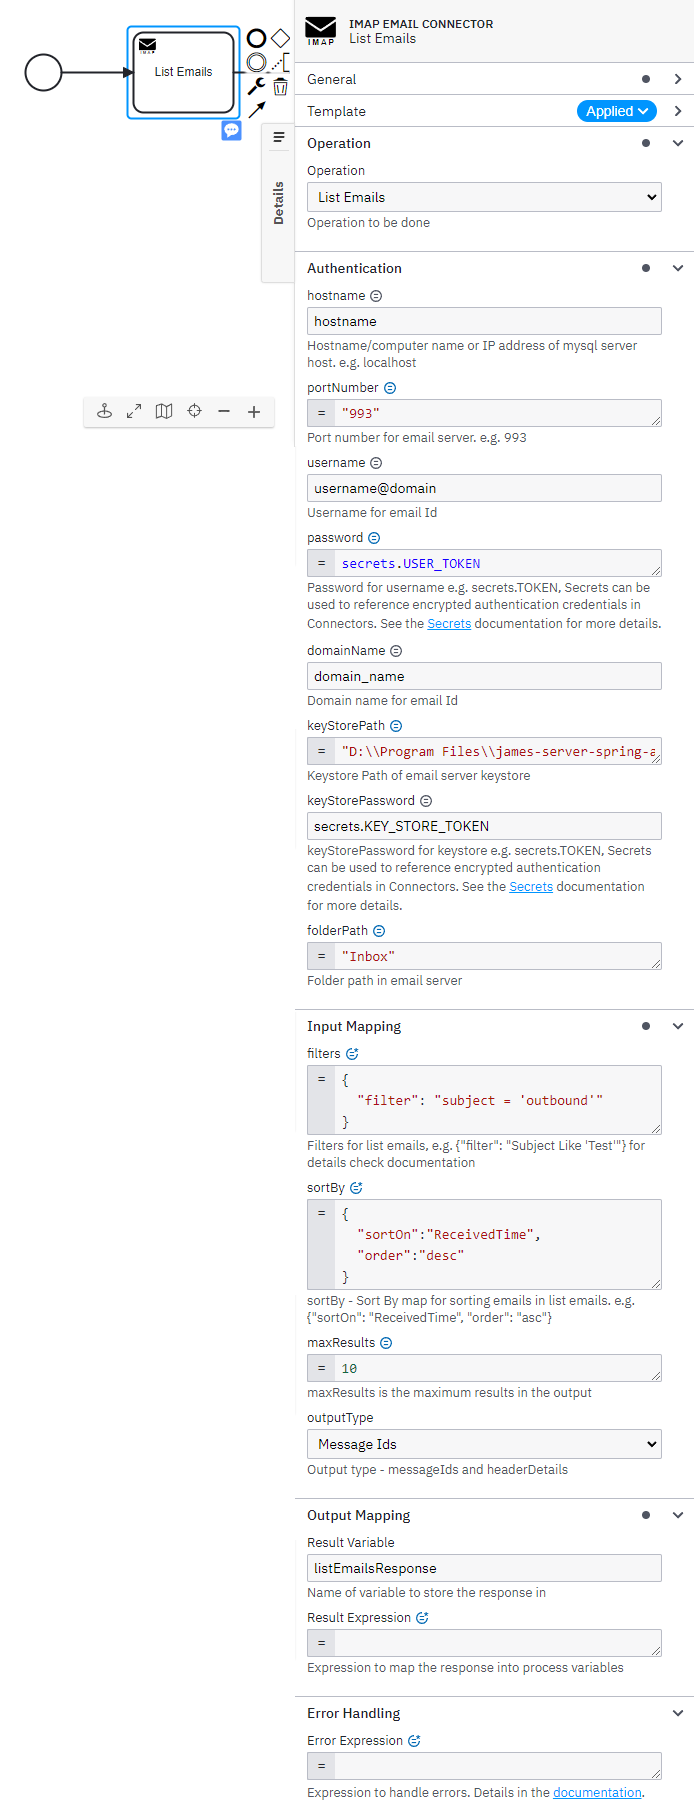 IMAP
List Emails
Details
IMAP
IMAP EMAIL CONNECTOR
List Emails
General
Template
Applied
Operation
Operation
List Emails
Operation to be done
Authentication
hostname
hostname
Hostname/computer name or IP address of mysql server
host. e.g. localhost
portNumber
= "993"
Port number for email server. e.g. 993
username
username@domain
Username for email Id
password
= secrets.USER_TOKEN
Password for username e.g. secrets.TOKEN, Secrets can be
used to reference encrypted authentication credentials in
Connectors. See the Secrets documentation for more details.
domainName
domain_name
Domain name for email Id
keyStorePath
= "D:\\Program Files\\james-server-spring-a
Keystore Path of email server keystore
keyStorePassword
secrets.KEY_STORE_TOKEN
keyStorePassword for keystore e.g. secrets.TOKEN, Secrets
can be used to reference encrypted authentication
credentials in Connectors. See the Secrets documentation
for more details.
folderPath
= "Inbox"
Folder path in email server
Input Mapping
filters
= {
"filter": "subject = 'outbound'"
}
Filters for list emails, e.g. {"filter": "Subject Like 'Test'"} for
details check documentation
sortBy
= {
"sortOn":"ReceivedTime",
"order":"desc"
}
sortBy - Sort By map for sorting emails in list emails. e.g.
{"sortOn": "ReceivedTime", "order": "asc"}
maxResults
= 10
maxResults is the maximum results in the output
outputType
Message Ids
Output type - messageIds and headerDetails
Output Mapping
Result Variable
listEmailsResponse
Name of variable to store the response in
Result Expression
=
Expression to map the response into process variables
Error Handling
Error Expression
=
Expression to handle errors. Details in the documentation.